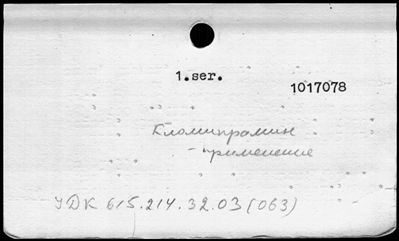 1.ser.
1017078
Кломипрамин
- применение
УДК 615.214.32.03 (063)